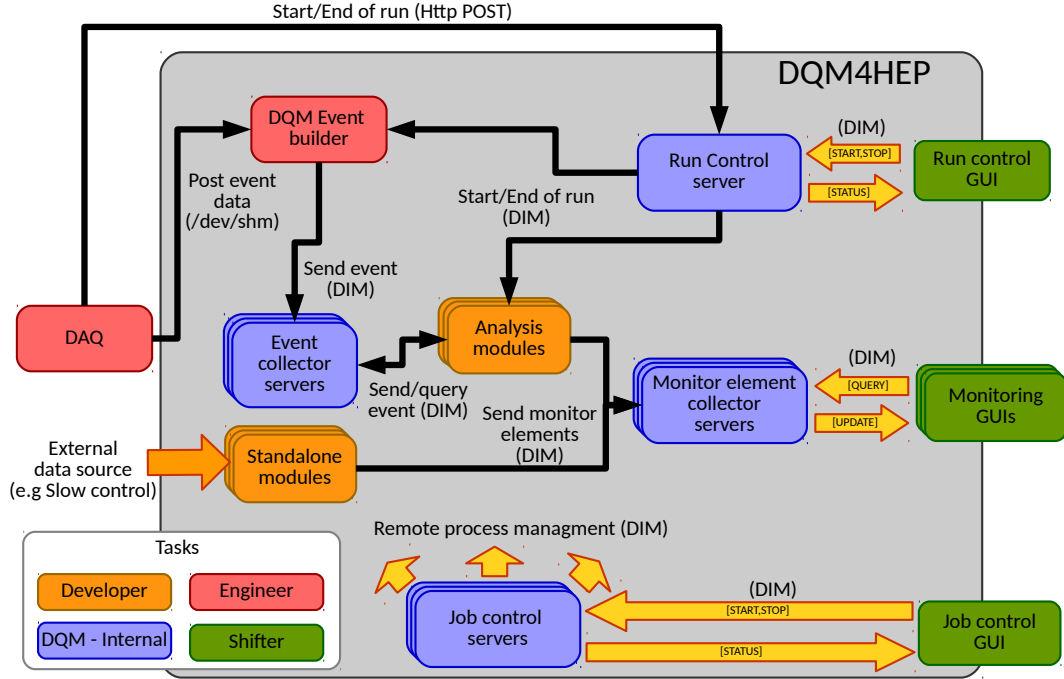 Start/End of run (Http POST)
DQM4HEP
DQM Event
builder
Run Control
server
(DIM)
[START,STOP]
[STATUS]
Run control
GUI
Post event
data
(/dev/shm)
Start/End of run
(DIM)
Send event
(DIM)
DAQ
Event
collector
servers
Analysis
modules
Send/query
event (DIM)
Send monitor
elements
(DIM)
Monitor element
collector
servers
(DIM)
[QUERY]
[UPDATE]
Monitoring
GUIs
External
data source
(e.g Slow control)
Standalone
modules
Remote process managment (DIM)
Tasks
Developer
Engineer
DQM - Internal
Shifter
Job control
servers
(DIM)
[START,STOP]
[STATUS]
Job control
GUI